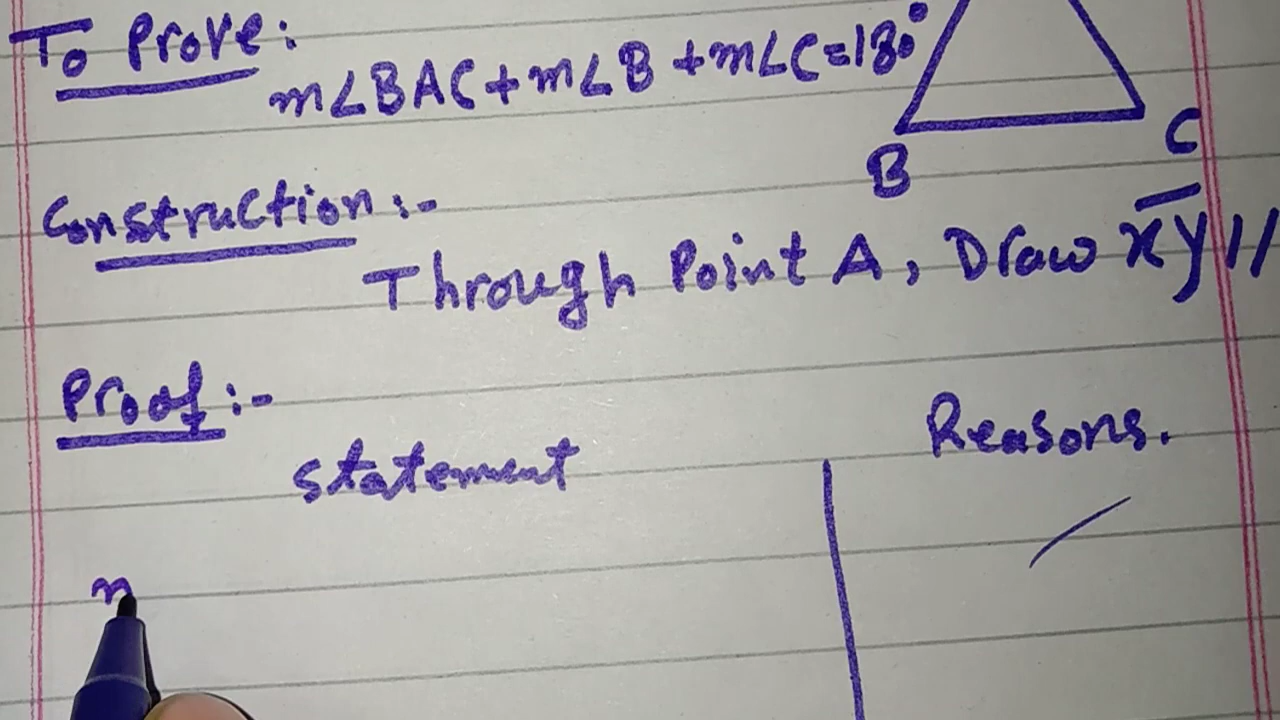 To Prove:
m∠BAC+m∠B +m∠C=180°
B
C
Construction:-
Through Point A, Draw xy //
Proof:-
statement
Reasons.
m